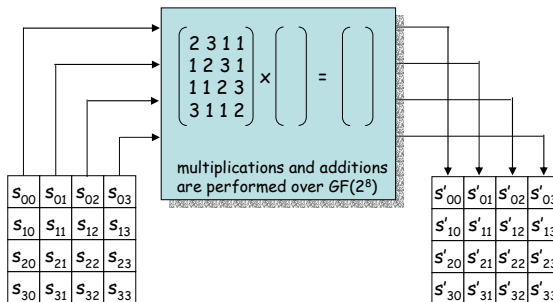 2 3 1 1
1 2 3 1
1 1 2 3
3 1 1 2
× =
multiplications and additions
are performed over GF(2⁸)
s₀₀ s₀₁ s₀₂ s₀₃
s₁₀ s₁₁ s₁₂ s₁₃
s₂₀ s₂₁ s₂₂ s₂₃
s₃₀ s₃₁ s₃₂ s₃₃
s'₀₀ s'₀₁ s'₀₂ s'₀₃
s'₁₀ s'₁₁ s'₁₂ s'₁₃
s'₂₀ s'₂₁ s'₂₂ s'₂₃
s'₃₀ s'₃₁ s'₃₂ s'₃₃